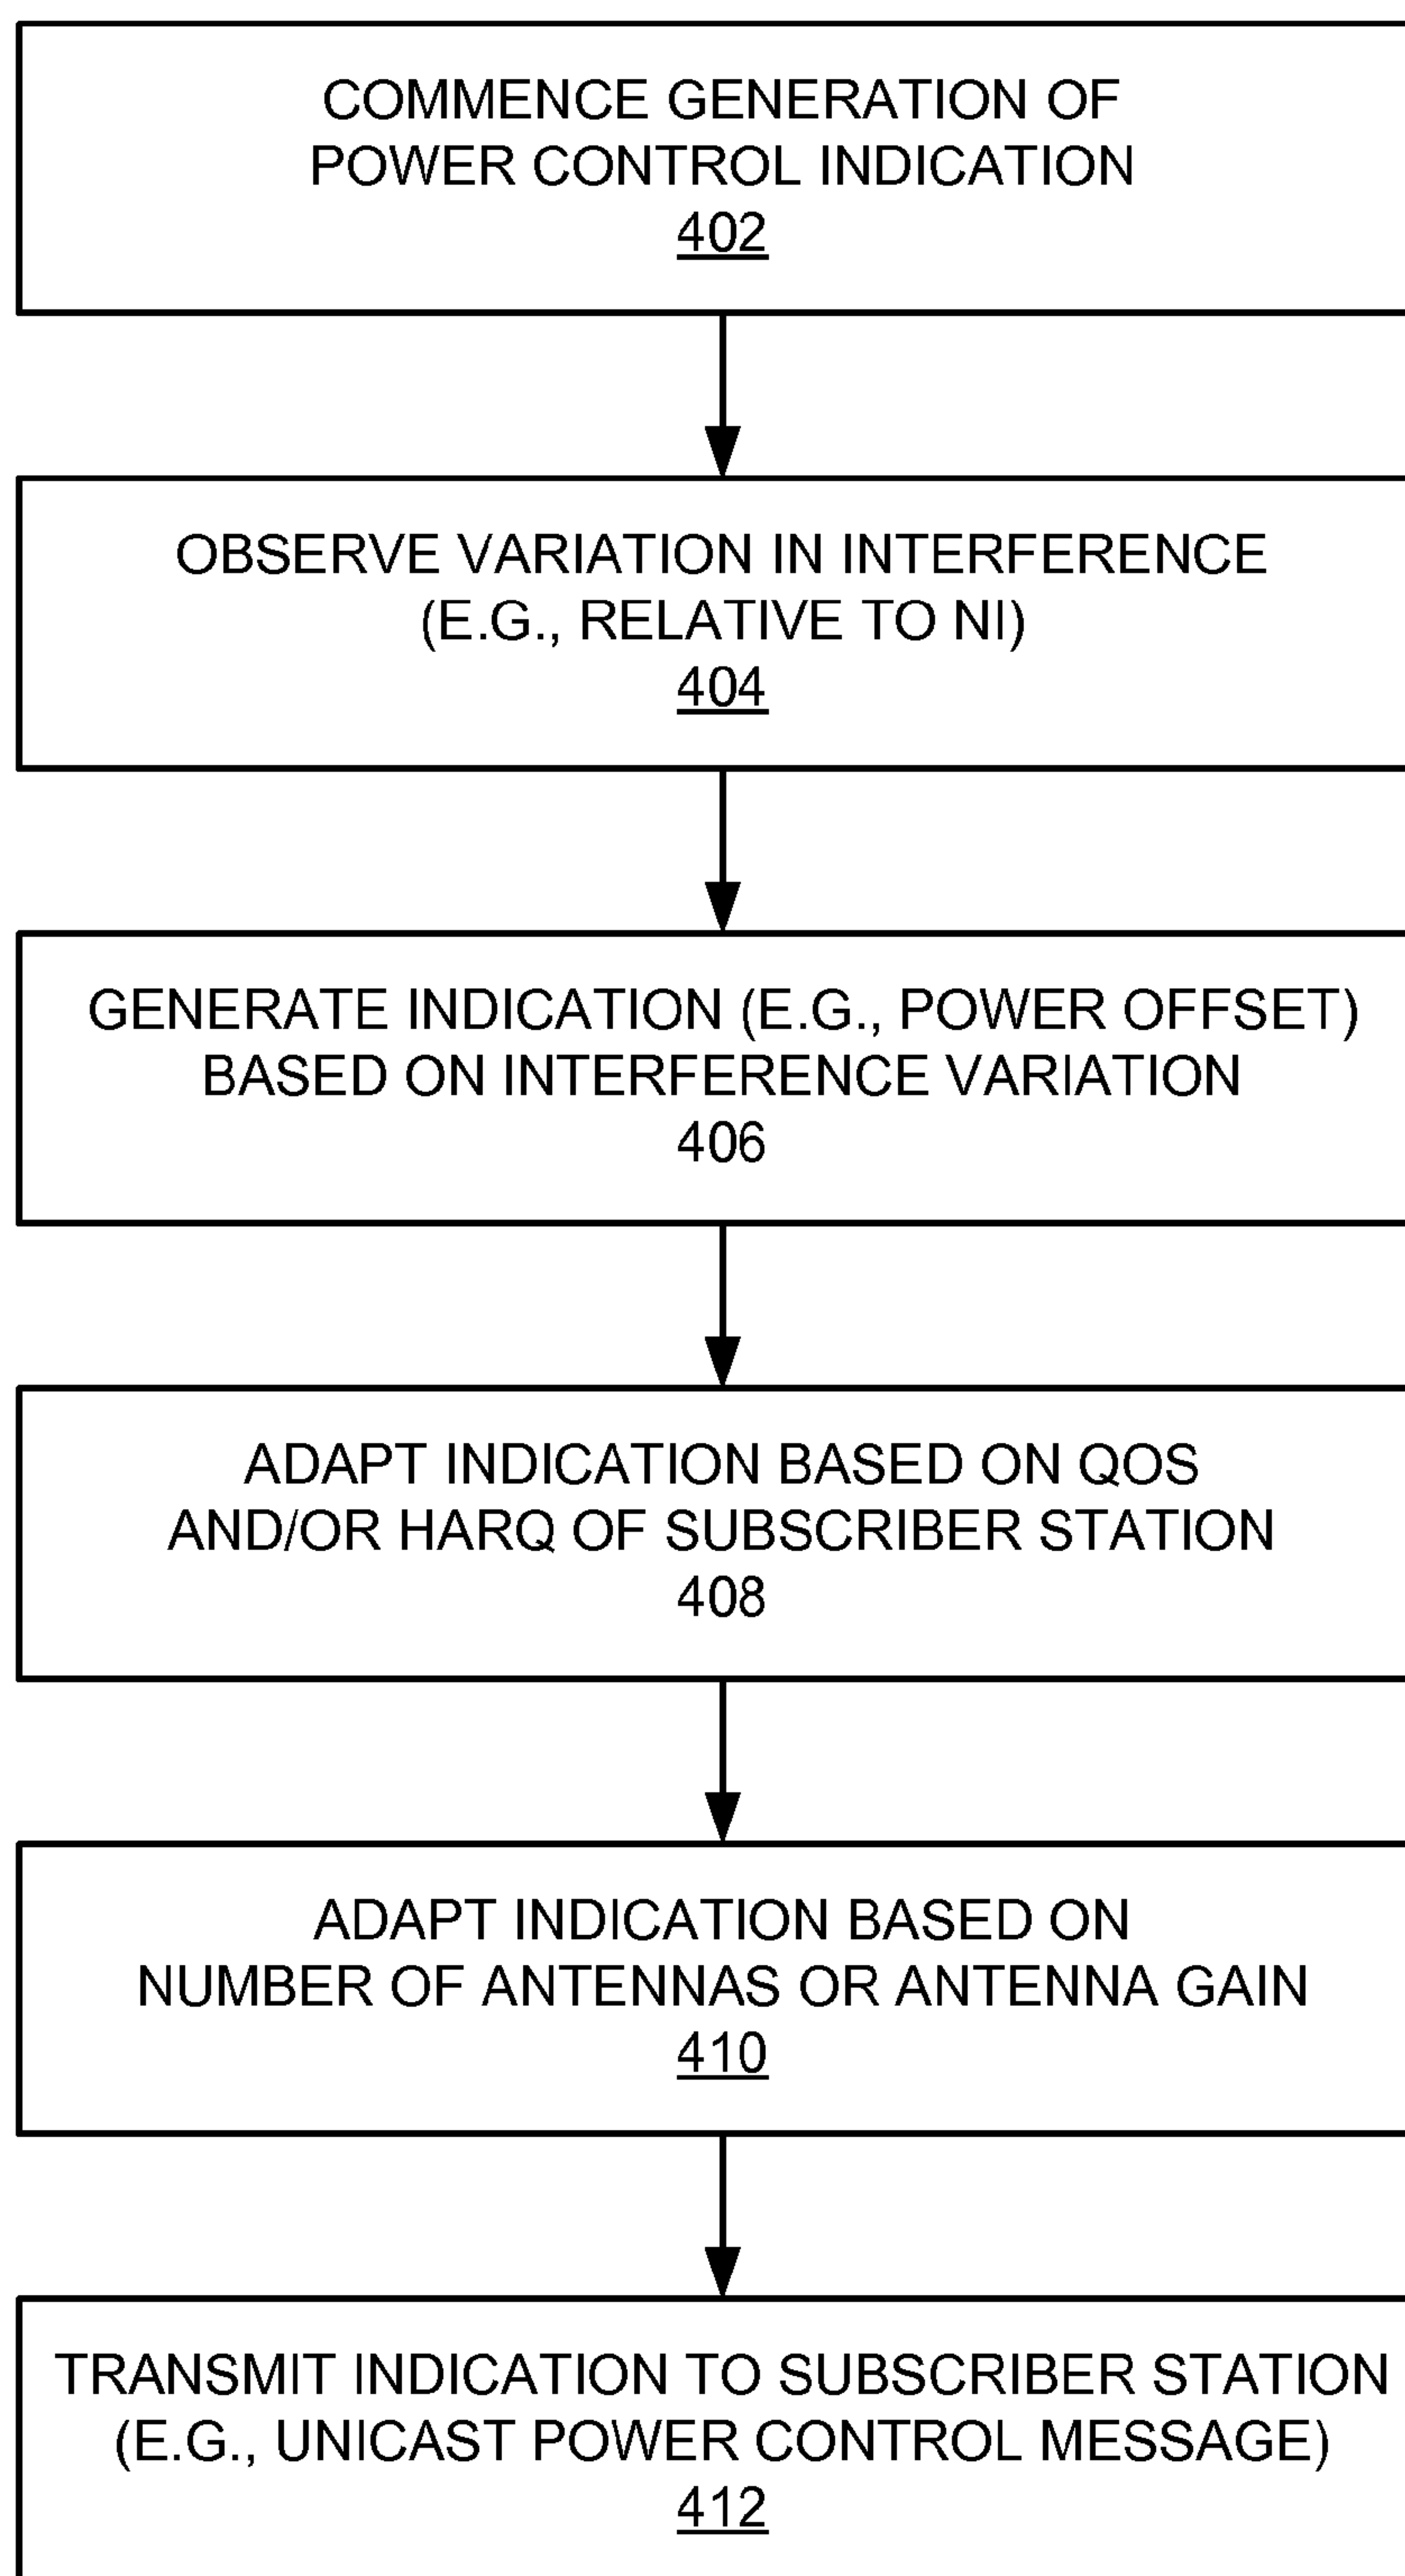 COMMENCE GENERATION OF
POWER CONTROL INDICATION
402
OBSERVE VARIATION IN INTERFERENCE
(E.G., RELATIVE TO NI)
404
GENERATE INDICATION (E.G., POWER OFFSET)
BASED ON INTERFERENCE VARIATION
406
ADAPT INDICATION BASED ON QOS
AND/OR HARQ OF SUBSCRIBER STATION
408
ADAPT INDICATION BASED ON
NUMBER OF ANTENNAS OR ANTENNA GAIN
410
TRANSMIT INDICATION TO SUBSCRIBER STATION
(E.G., UNICAST POWER CONTROL MESSAGE)
412